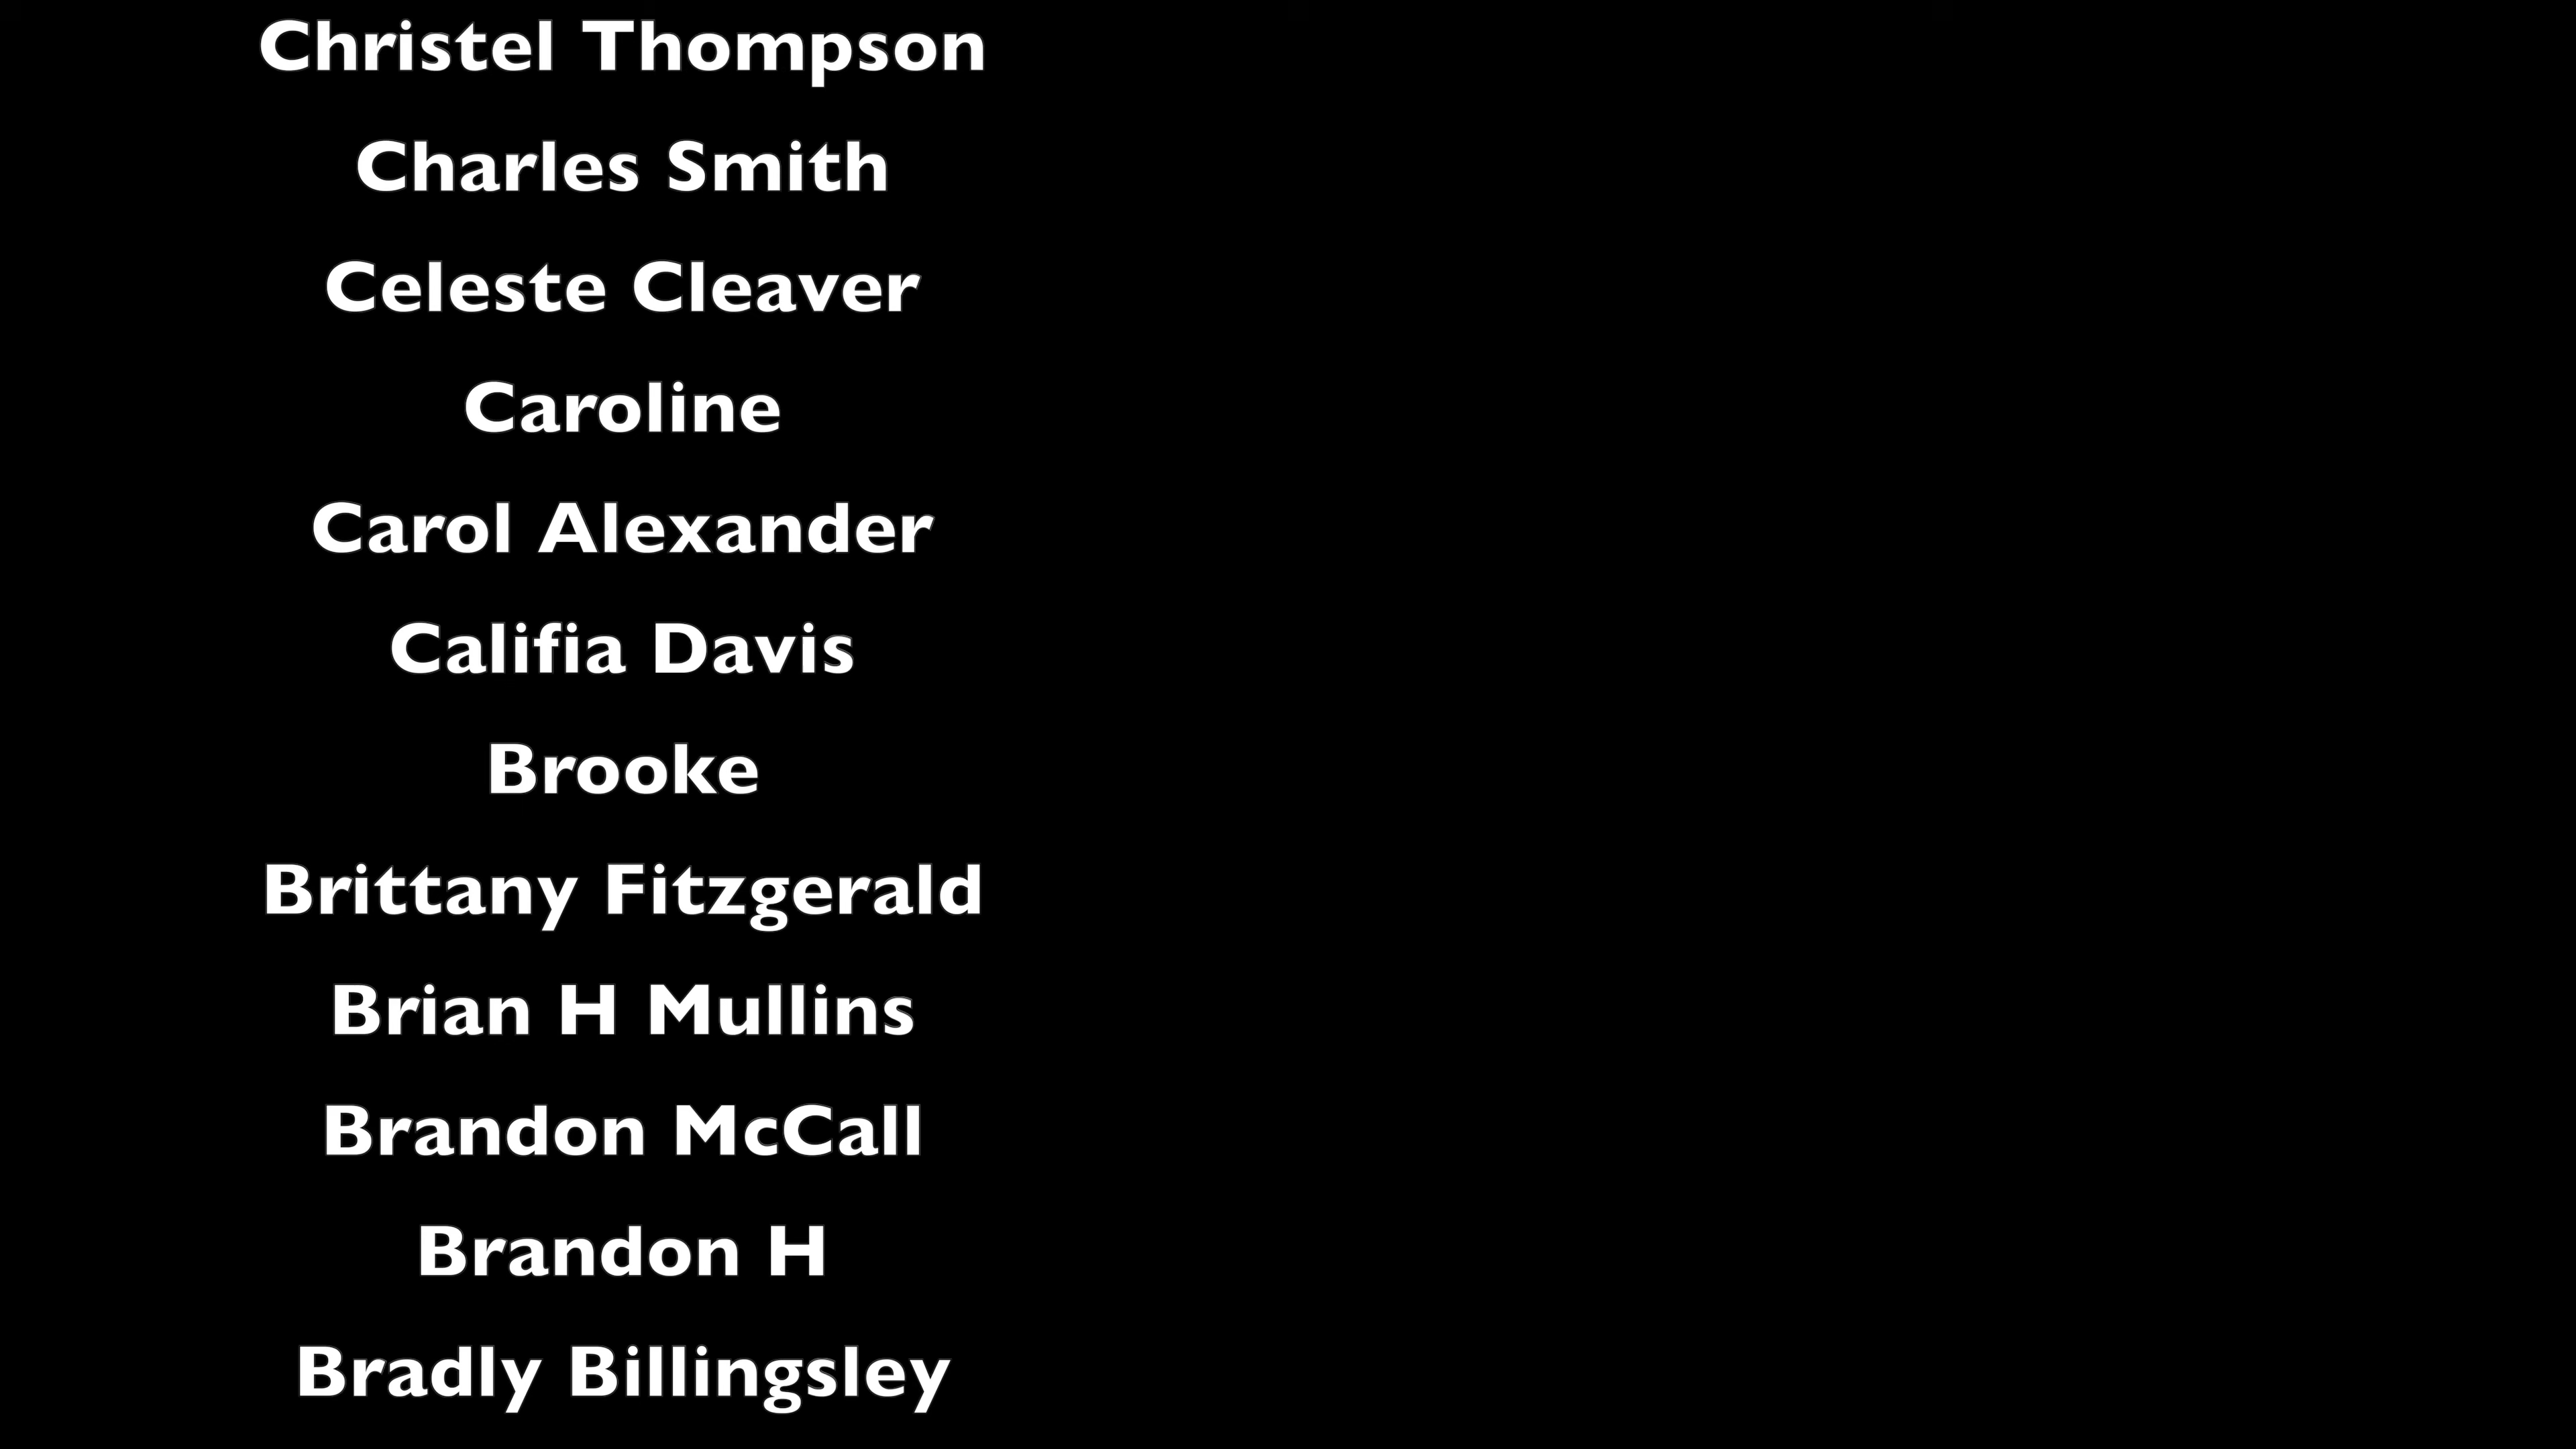 Christel Thompson
Charles Smith
Celeste Cleaver
Caroline
Carol Alexander
Califia Davis
Brooke
Brittany Fitzgerald
Brian H Mullins
Brandon McCall
Brandon H
Bradly Billingsley